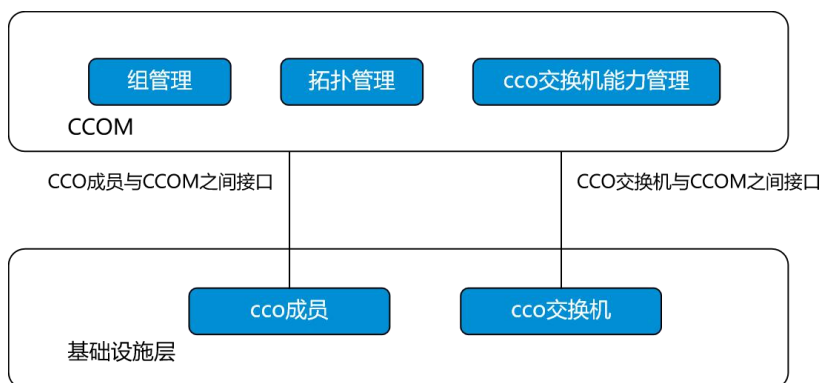 组管理
拓扑管理
cco交换机能力管理
CCOM
CCO成员与CCOM之间接口
CCO交换机与CCOM之间接口
cco成员
cco交换机
基础设施层